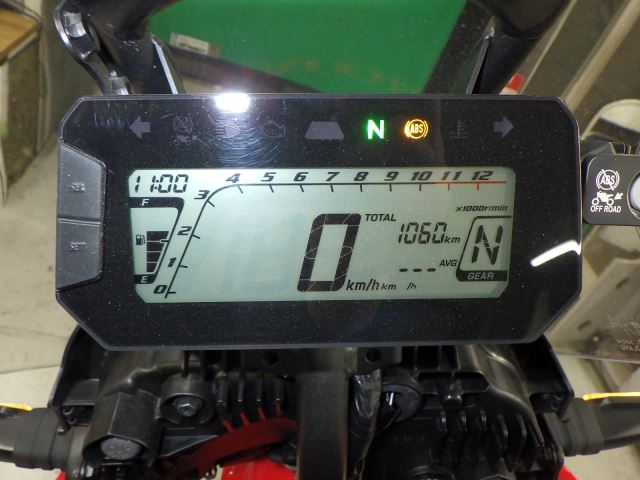 N ABS
11:00
F
E
0 1 2 3 4 5 6 7 8 9 10 11 12
×1000r/min
TOTAL 1060km
0 km/h km /h
AVG ---
N
GEAR
SEL
SET
ABS
OFF ROAD